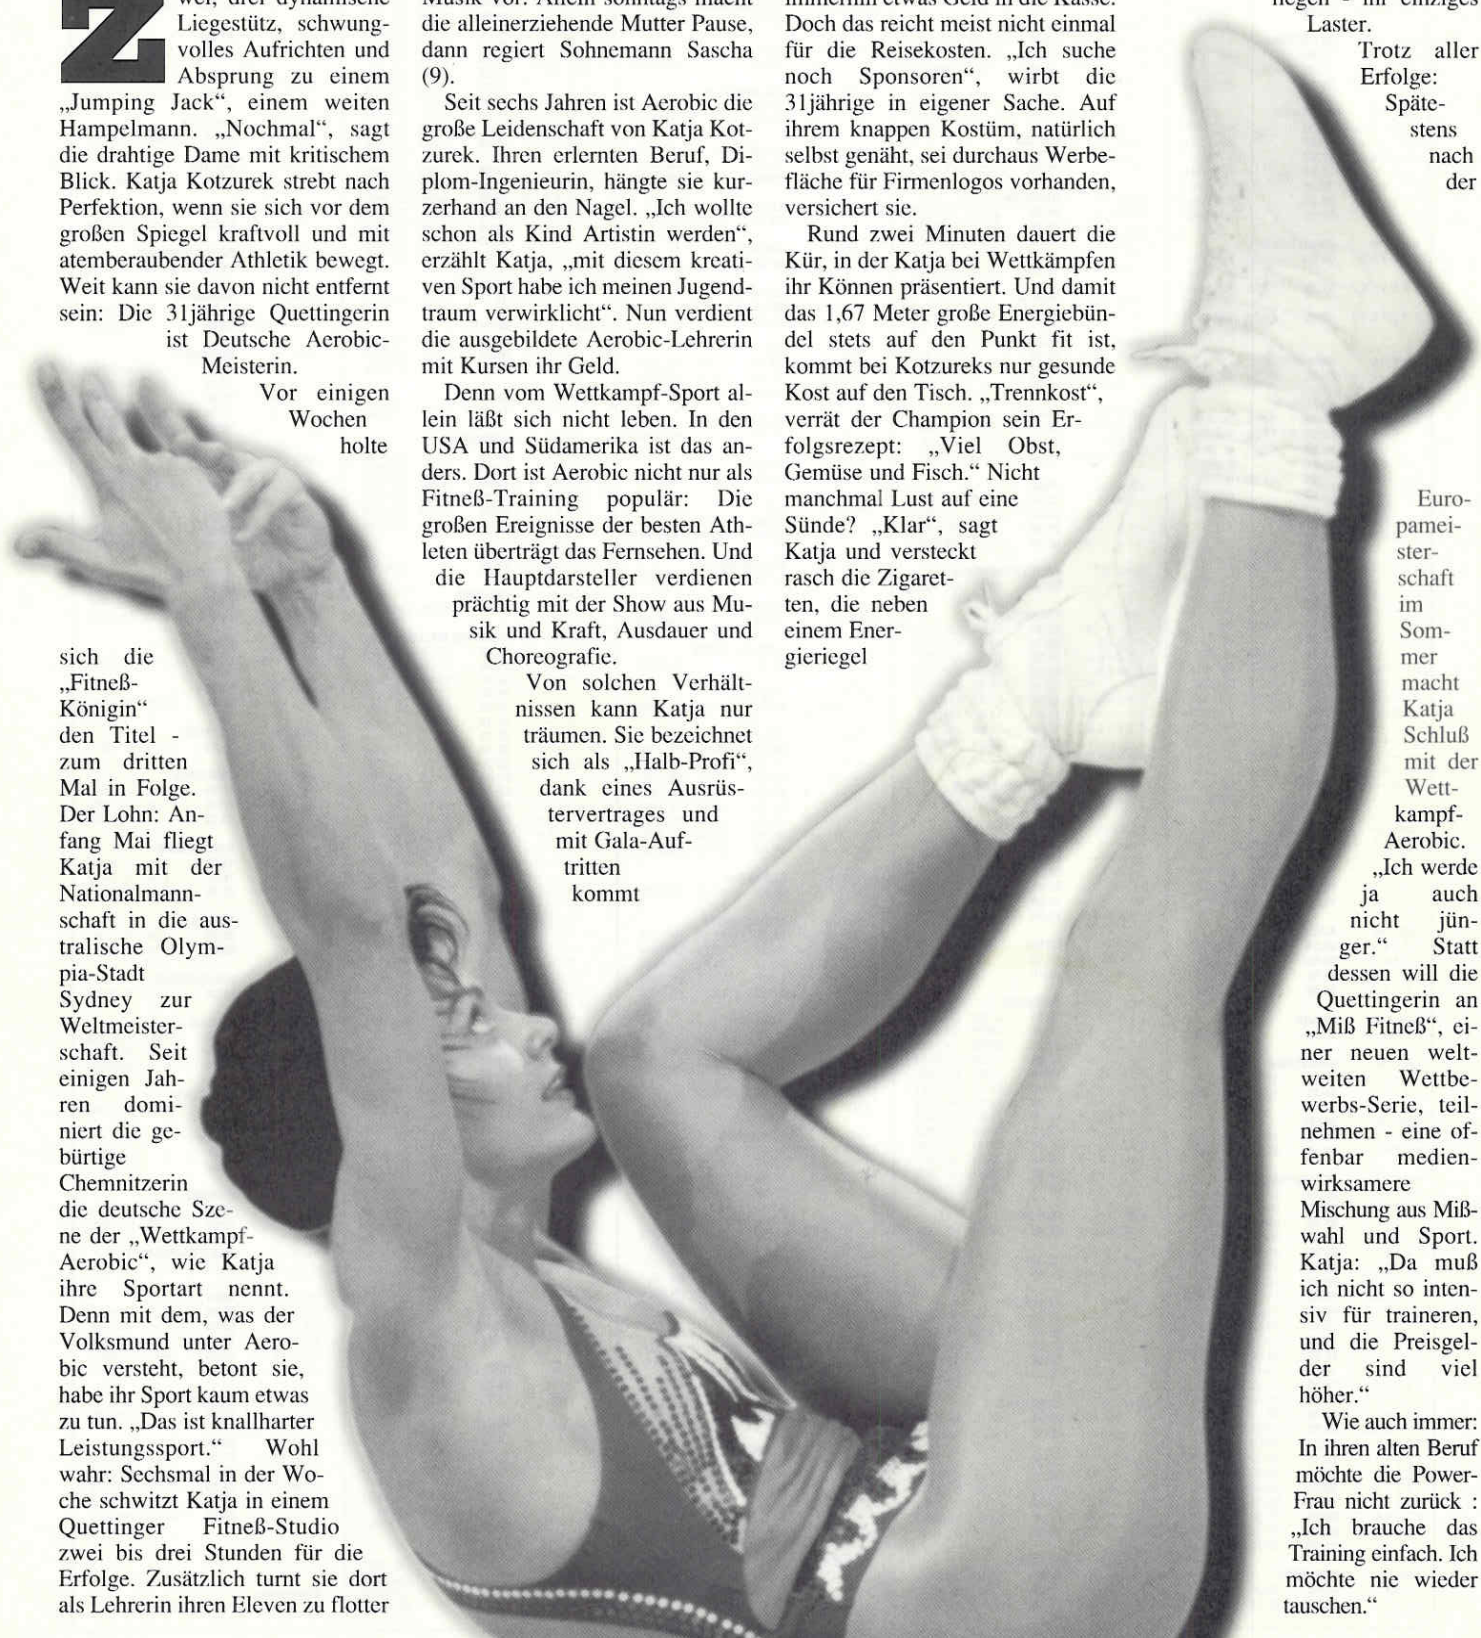 Z
wei, drei dynamische
Liegestütz, schwung-
volles Aufrichten und
Absprung zu einem
„Jumping Jack“, einem weiten
Hampelmann. „Nochmal“, sagt
die drahtige Dame mit kritischem
Blick. Katja Kotzurek strebt nach
Perfektion, wenn sie sich vor dem
großen Spiegel kraftvoll und mit
atemberaubender Athletik bewegt.
Weit kann sie davon nicht entfernt
sein: Die 31jährige Quettingerin
ist Deutsche Aerobic-
Meisterin.
Vor einigen
Wochen
holte
sich die
„Fitneß-
Königin“
den Titel -
zum dritten
Mal in Folge.
Der Lohn: An-
fang Mai fliegt
Katja mit der
Nationalmann-
schaft in die aus-
tralische Olym-
pia-Stadt
Sydney zur
Weltmeister-
schaft. Seit
einigen Jah-
ren domi-
niert die ge-
bürtige
Chemnitzerin
die deutsche Sze-
ne der „Wettkampf-
Aerobic“, wie Katja
ihre Sportart nennt.
Denn mit dem, was der
Volksmund unter Aero-
bic versteht, betont sie,
habe ihr Sport kaum etwas
zu tun. „Das ist knallharter
Leistungssport.“ Wohl
wahr: Sechsmal in der Wo-
che schwitzt Katja in einem
Quettinger Fitneß-Studio
zwei bis drei Stunden für die
Erfolge. Zusätzlich turnt sie dort
als Lehrerin ihren Eleven zu flotter
Musik vor. Allein sonntags macht
die alleinerziehende Mutter Pause,
dann regiert Sohnemann Sascha
(9).
Seit sechs Jahren ist Aerobic die
große Leidenschaft von Katja Kot-
zurek. Ihren erlernten Beruf, Di-
plom-Ingenieurin, hängte sie kur-
zerhand an den Nagel. „Ich wollte
schon als Kind Artistin werden“,
erzählt Katja, „mit diesem kreati-
ven Sport habe ich meinen Jugend-
traum verwirklicht“. Nun verdient
die ausgebildete Aerobic-Lehrerin
mit Kursen ihr Geld.
Denn vom Wettkampf-Sport al-
lein läßt sich nicht leben. In den
USA und Südamerika ist das an-
ders. Dort ist Aerobic nicht nur als
Fitneß-Training populär: Die
großen Ereignisse der besten Ath-
leten überträgt das Fernsehen. Und
die Hauptdarsteller verdienen
prächtig mit der Show aus Mu-
sik und Kraft, Ausdauer und
Choreografie.
Von solchen Verhält-
nissen kann Katja nur
träumen. Sie bezeichnet
sich als „Halb-Profi“,
dank eines Ausrüs-
tervertrages und
mit Gala-Auf-
tritten
kommt
immerhin etwas Geld in die Kasse.
Doch das reicht meist nicht einmal
für die Reisekosten. „Ich suche
noch Sponsoren“, wirbt die
31jährige in eigener Sache. Auf
ihrem knappen Kostüm, natürlich
selbst genäht, sei durchaus Werbe-
fläche für Firmenlogos vorhanden,
versichert sie.
Rund zwei Minuten dauert die
Kür, in der Katja bei Wettkämpfen
ihr Können präsentiert. Und damit
das 1,67 Meter große Energiebün-
del stets auf den Punkt fit ist,
kommt bei Kotzureks nur gesunde
Kost auf den Tisch. „Trennkost“,
verrät der Champion sein Er-
folgsrezept: „Viel Obst,
Gemüse und Fisch.“ Nicht
manchmal Lust auf eine
Sünde? „Klar“, sagt
Katja und versteckt
rasch die Zigaret-
ten, die neben
einem Ener-
gieriegel
liegen - ihr einziges
Laster.
Trotz aller
Erfolge:
Späte-
stens
nach
der
Euro-
pamei-
ster-
schaft
im
Som-
mer
macht
Katja
Schluß
mit der
Wett-
kampf-
Aerobic.
„Ich werde
ja auch
nicht jün-
ger.“ Statt
dessen will die
Quettingerin an
„Miß Fitneß“, ei-
ner neuen welt-
weiten Wettbe-
werbs-Serie, teil-
nehmen - eine of-
fenbar medien-
wirksamere
Mischung aus Miß-
wahl und Sport.
Katja: „Da muß
ich nicht so inten-
siv für traineren,
und die Preisgel-
der sind viel
höher.“
Wie auch immer:
In ihren alten Beruf
möchte die Power-
Frau nicht zurück :
„Ich brauche das
Training einfach. Ich
möchte nie wieder
tauschen.“